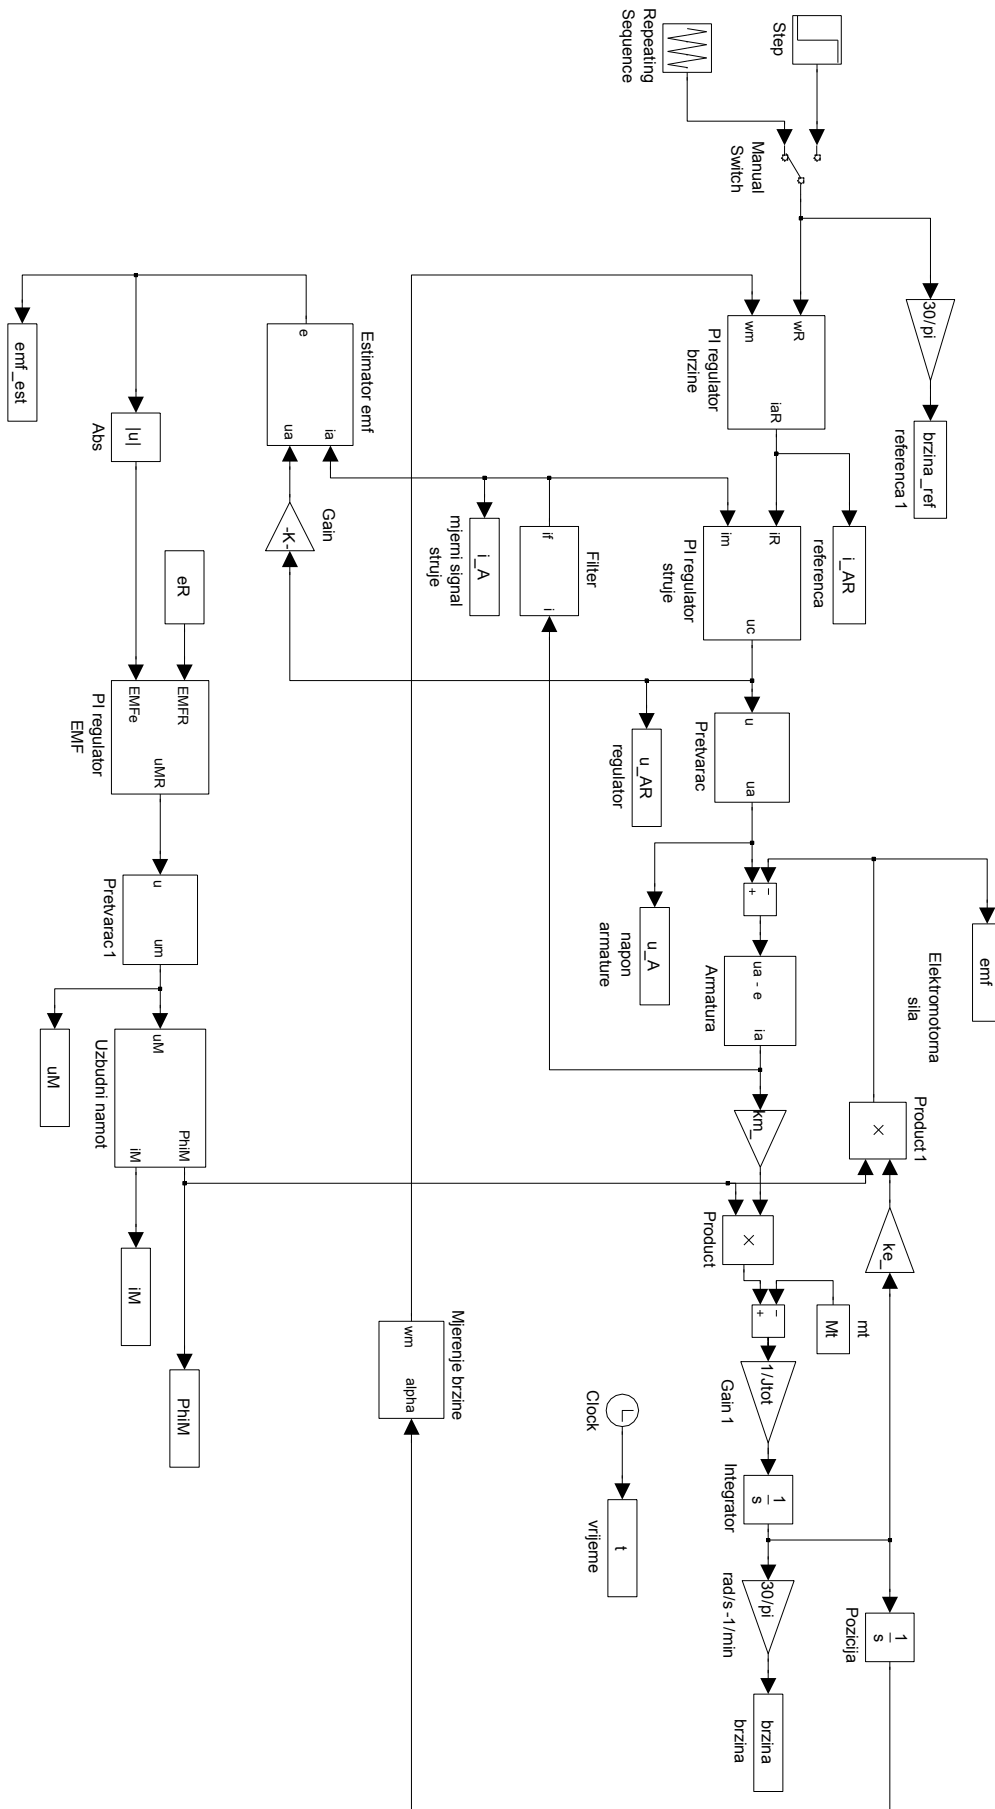 Step
Repeating
Sequence
Manual
Switch
30/pi
brzina_ref
referenca 1
wR
wm
iaR
PI regulator
brzine
i_AR
referenca
iR
im
uc
PI regulator
struje
if
i
Filter
i_A
mjerni signal
struje
e
ia
ua
Estimator emf
-K-
Gain
emf_est
|u|
Abs
eR
EMFR
EMFe
uMR
PI regulator
EMF
u
um
Pretvarac1
uM
uM
PhiM
iM
Uzbudni namot
iM
PhiM
u_AR
regulator
u
ua
Pretvarac
u_A
napon
armature
−
+
ua - e
ia
Armatura
emf
Elektromotorna
sila
km_
×
Product 1
ke_
×
Product
mt
Mt
−
+
1/Jtot
Gain 1
1
s
Integrator
30/pi
rad/s -1/min
brzina
brzina
1
s
Pozicija
wm
alpha
Mjerenje brzine
Clock
t
vrijeme